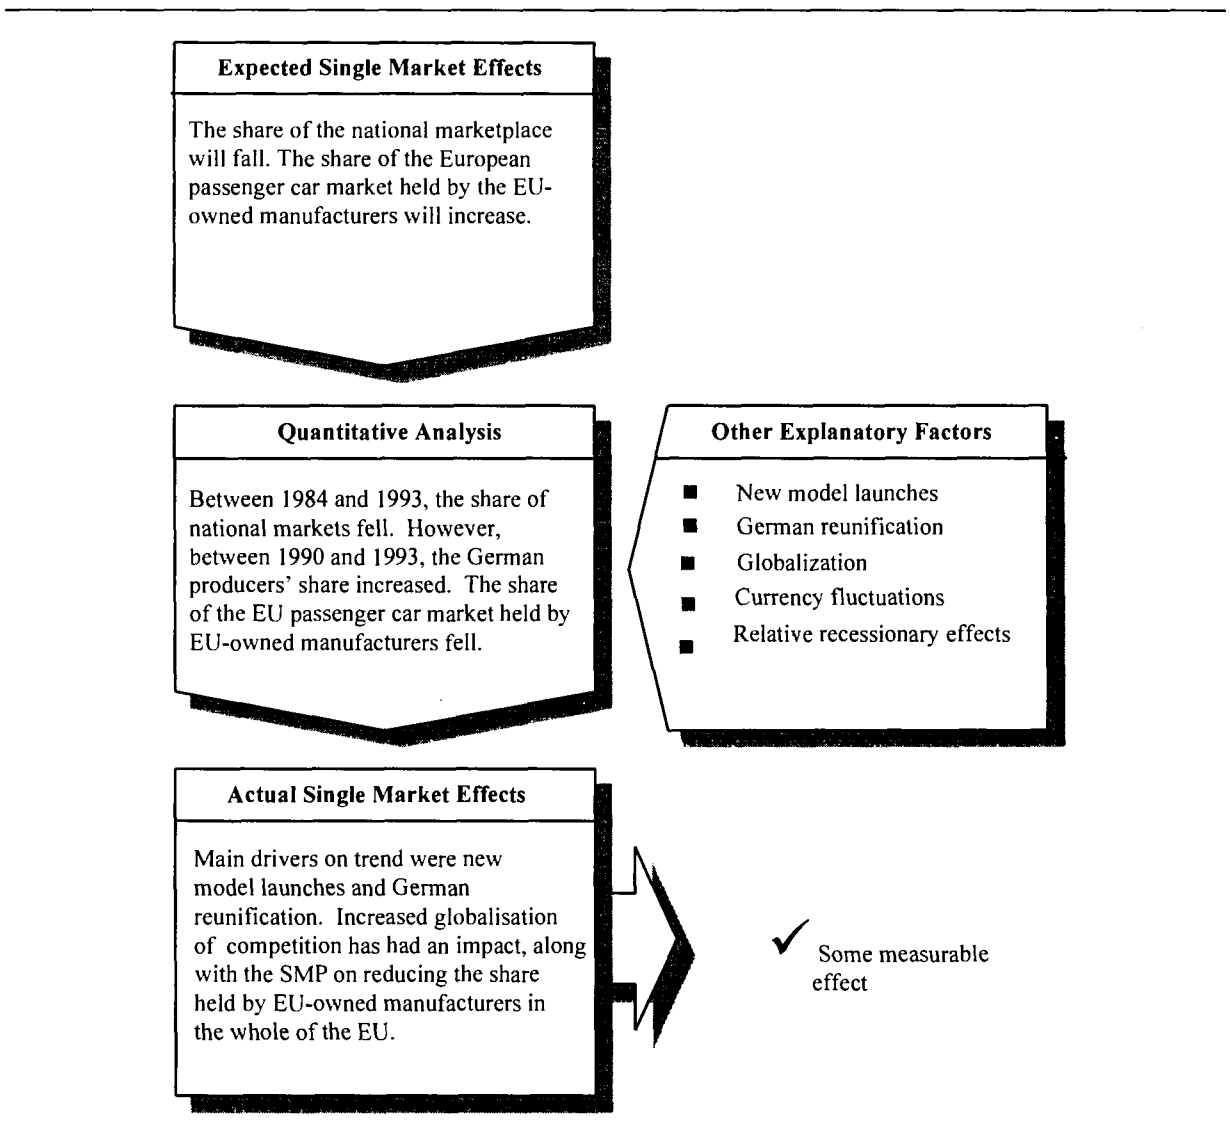 Expected Single Market Effects
The share of the national marketplace
will fall. The share of the European
passenger car market held by the EU-
owned manufacturers will increase.
Quantitative Analysis
Between 1984 and 1993, the share of
national markets fell. However,
between 1990 and 1993, the German
producers' share increased. The share
of the EU passenger car market held by
EU-owned manufacturers fell.
Other Explanatory Factors
■ New model launches
■ German reunification
■ Globalization
■ Currency fluctuations
■ Relative recessionary effects
Actual Single Market Effects
Main drivers on trend were new
model launches and German
reunification. Increased globalisation
of competition has had an impact, along
with the SMP on reducing the share
held by EU-owned manufacturers in
the whole of the EU.
✓ Some measurable
effect